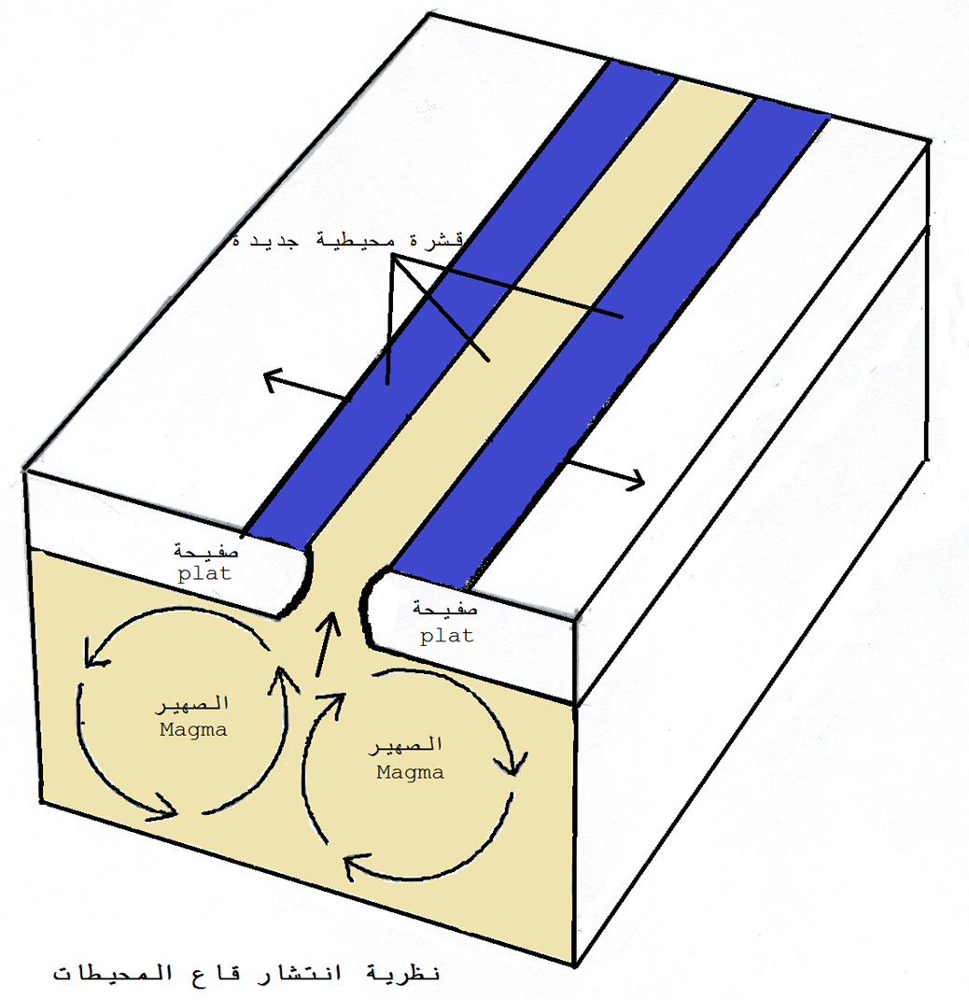 قشرة محيطية جديدة
صفيحة
plat
صفيحة
plat
الصهير
Magma
الصهير
Magma
نظرية انتشار قاع المحيطات